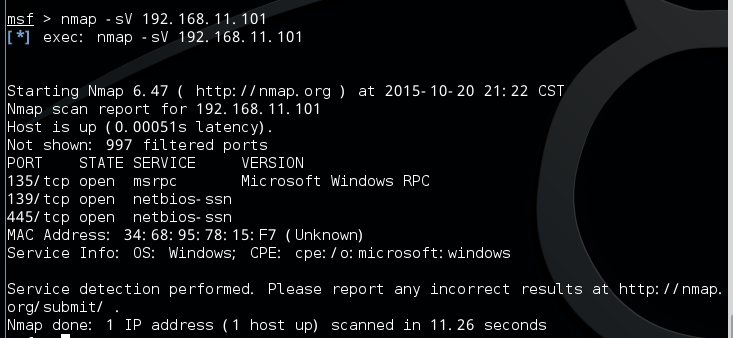 msf > nmap -sV 192.168.11.101
[*] exec: nmap -sV 192.168.11.101
Starting Nmap 6.47 ( http://nmap.org ) at 2015-10-20 21:22 CST
Nmap scan report for 192.168.11.101
Host is up (0.00051s latency).
Not shown: 997 filtered ports
PORT    STATE SERVICE     VERSION
135/tcp open  msrpc       Microsoft Windows RPC
139/tcp open  netbios-ssn
445/tcp open  netbios-ssn
MAC Address: 34:68:95:78:15:F7 (Unknown)
Service Info: OS: Windows; CPE: cpe:/o:microsoft:windows
Service detection performed. Please report any incorrect results at http://nmap.
org/submit/ .
Nmap done: 1 IP address (1 host up) scanned in 11.26 seconds